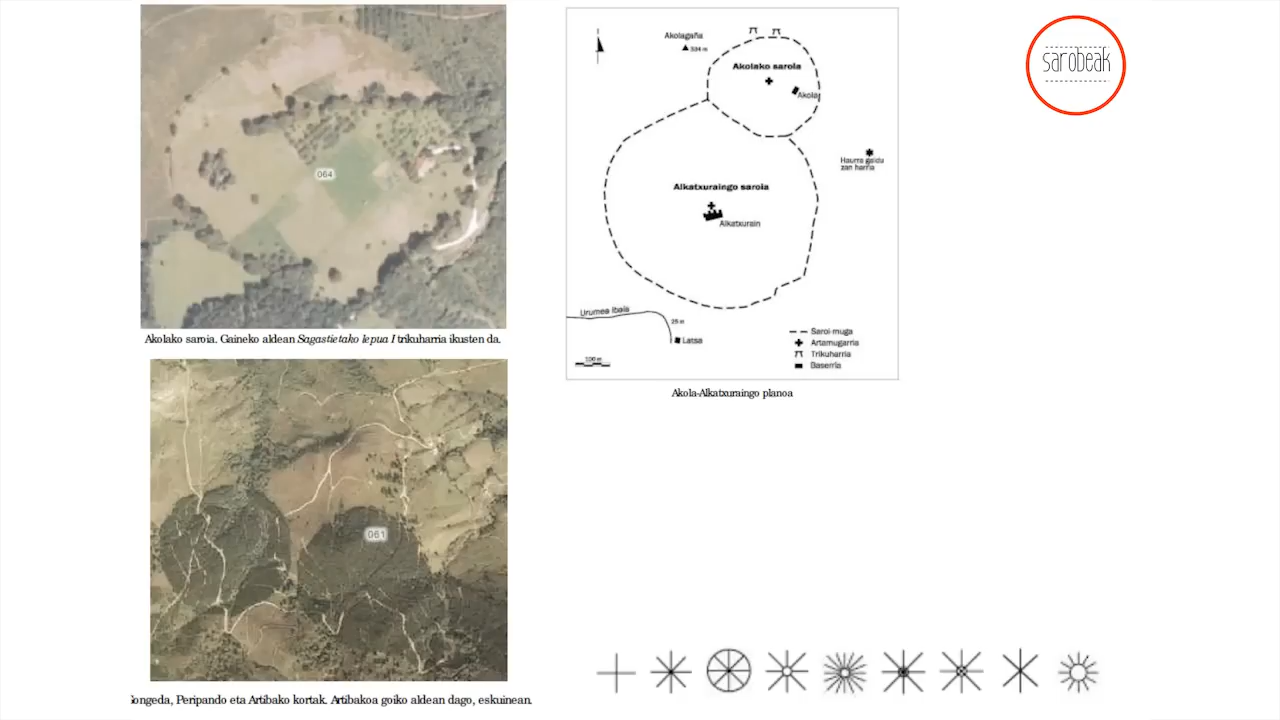 064
Akolako saroia. Gaineko aldean Sagastietako lepua I trikuharria ikusten da.
061
Peripando eta Artibako kortak. Artibakoa goiko aldean dago, eskuinean.
Akolagaña
334 m
Akolako saroia
Akola
Haurra galdu
zan harria
Alkatxuraingo saroia
Alkatxurain
Urumea ibaia
25 m
Latsa
100 m
Saroi-muga
Artamugarria
Trikuharria
Baserria
Akola-Alkatxuraingo planoa
sarobeak